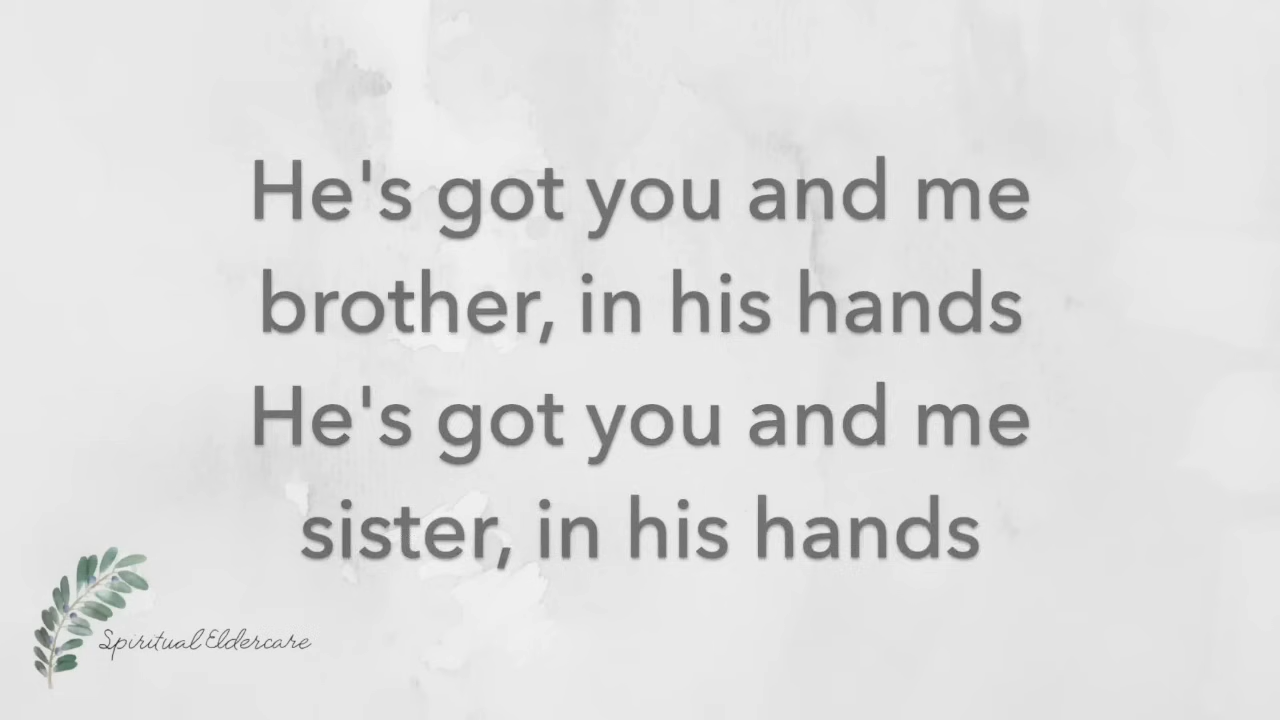 He's got you and me
brother, in his hands
He's got you and me
sister, in his hands
Spiritual Eldercare